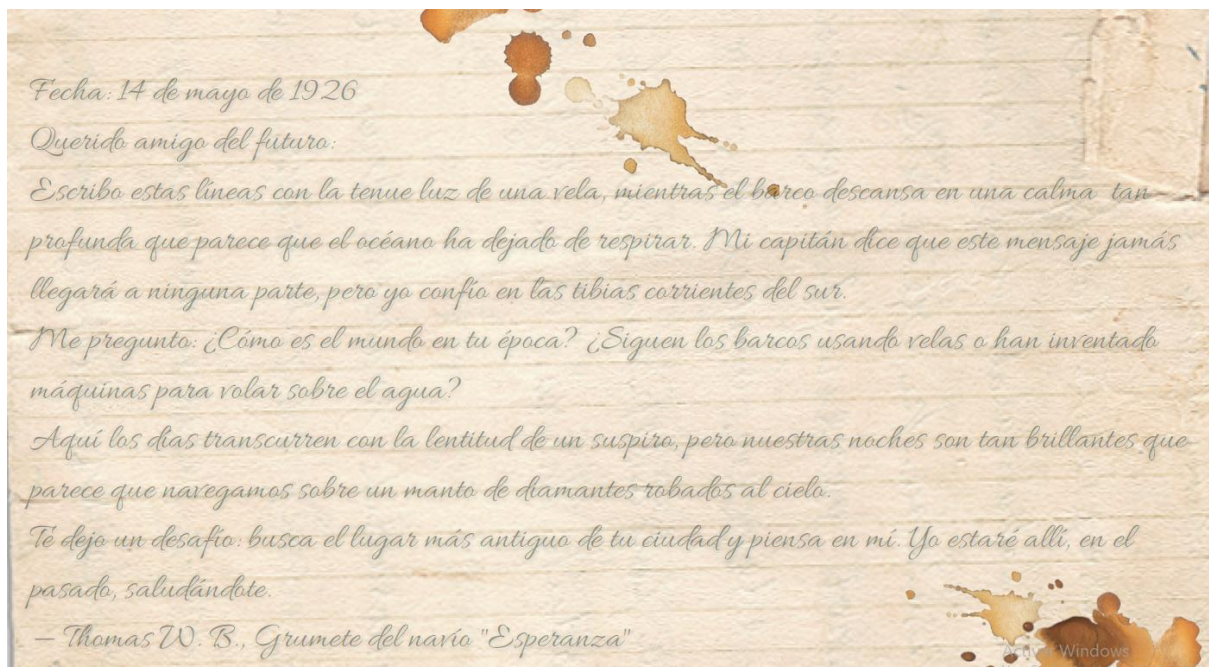 Fecha: 14 de mayo de 1926
Querido amigo del futuro:
Escribo estas líneas con la tenue luz de una vela, mientras el barco descansa en una calma tan
profunda que parece que el océano ha dejado de respirar. Mi capitán dice que este mensaje jamás
llegará a ninguna parte, pero yo confío en las tibias corrientes del sur.
Me pregunto: ¿Cómo es el mundo en tu época? ¿Siguen los barcos usando velas o han inventado
máquinas para volar sobre el agua?
Aquí los días transcurren con la lentitud de un suspiro, pero nuestras noches son tan brillantes que
parece que navegamos sobre un manto de diamantes robados al cielo.
Te dejo un desafío: busca el lugar más antiguo de tu ciudad y piensa en mí. Yo estaré allí, en el
pasado, saludándote.
— Thomas W. B., Grumete del navío "Esperanza"
Activar Windows